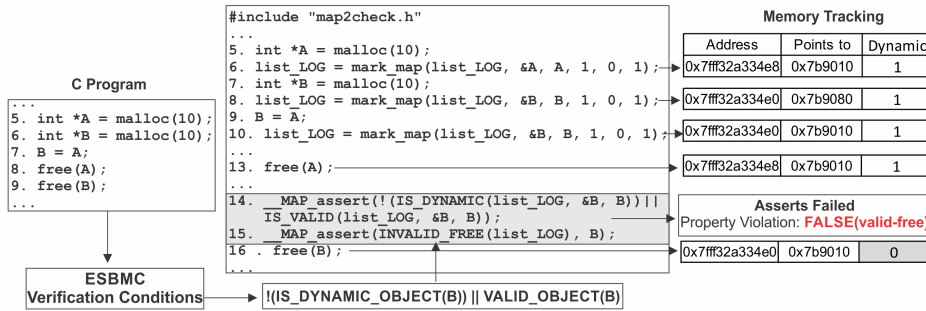 C Program
...
5. int *A = malloc(10);
6. int *B = malloc(10);
7. B = A;
8. free(A);
9. free(B);
...
ESBMC
Verification Conditions
!(IS_DYNAMIC_OBJECT(B)) || VALID_OBJECT(B)
#include "map2check.h"
...
5. int *A = malloc(10);
6. list_LOG = mark_map(list_LOG, &A, A, 1, 0, 1);
7. int *B = malloc(10);
8. list_LOG = mark_map(list_LOG, &B, B, 1, 0, 1);
9. B = A;
10. list_LOG = mark_map(list_LOG, &B, B, 1, 0, 1);
...
13. free(A);
...
14. __MAP_assert(!(IS_DYNAMIC(list_LOG, &B, B))||
IS_VALID(list_LOG, &B, B));
15. __MAP_assert(INVALID_FREE(list_LOG), B);
16 . free(B);
...
Memory Tracking
Address Points to Dynamic
0x7fff32a334e8 0x7b9010 1
0x7fff32a334e0 0x7b9080 1
0x7fff32a334e0 0x7b9010 1
0x7fff32a334e8 0x7b9010 1
Asserts Failed
Property Violation: FALSE(valid-free)
0x7fff32a334e0 0x7b9010 0